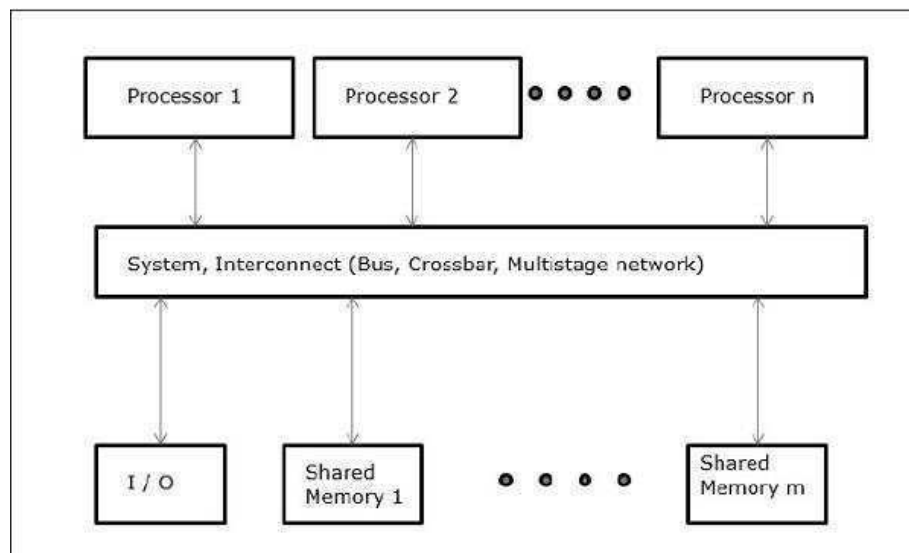 Processor 1
Processor 2
Processor n
System, Interconnect (Bus, Crossbar, Multistage network)
I / O
Shared
Memory 1
Shared
Memory m